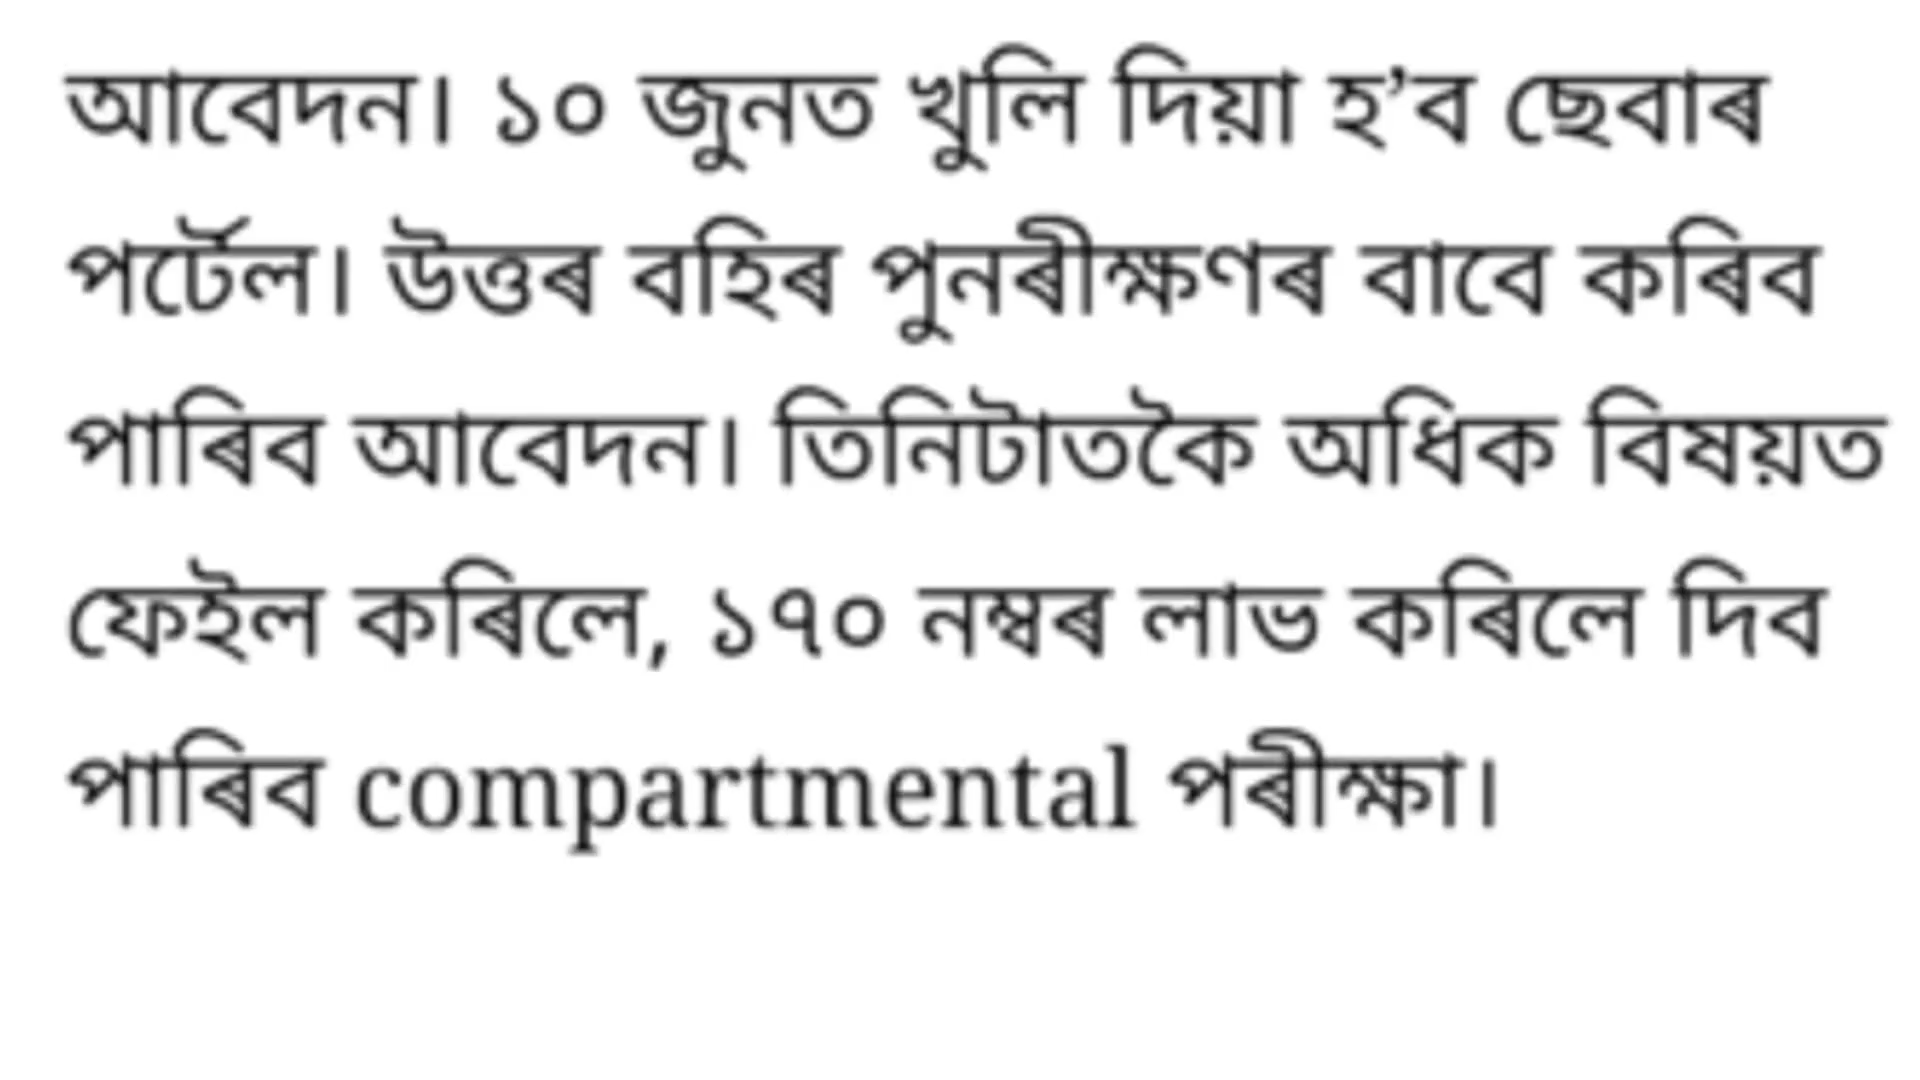 আবেদন। ১০ জুনত খুলি দিয়া হ’ব ছেবাৰ
পৰ্টেল। উত্তৰ বহিৰ পুনৰীক্ষণৰ বাবে কৰিব
পাৰিব আবেদন। তিনিটাতকৈ অধিক বিষয়ত
ফেইল কৰিলে, ১৭০ নম্বৰ লাভ কৰিলে দিব
পাৰিব compartmental পৰীক্ষা।